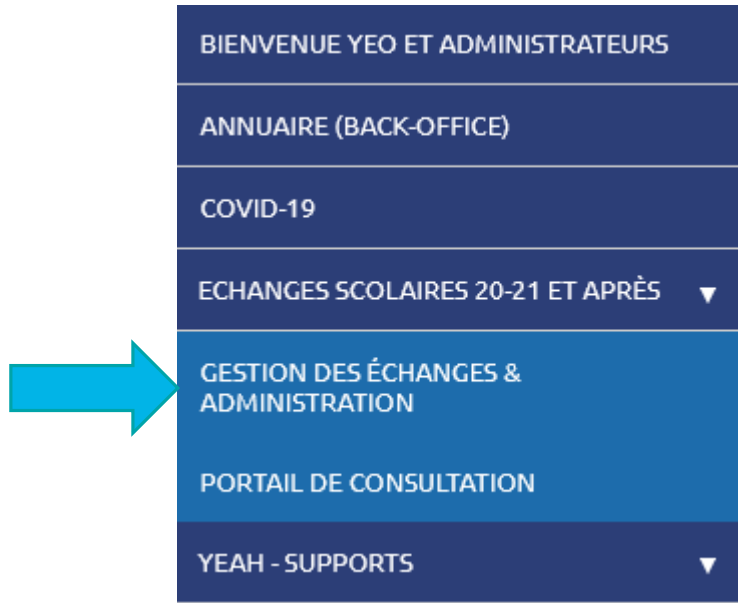 BIENVENUE YEO ET ADMINISTRATEURS
ANNUAIRE (BACK-OFFICE)
COVID-19
ECHANGES SCOLAIRES 20-21 ET APRÈS ▼
GESTION DES ÉCHANGES &
ADMINISTRATION
PORTAIL DE CONSULTATION
YEAH - SUPPORTS ▼